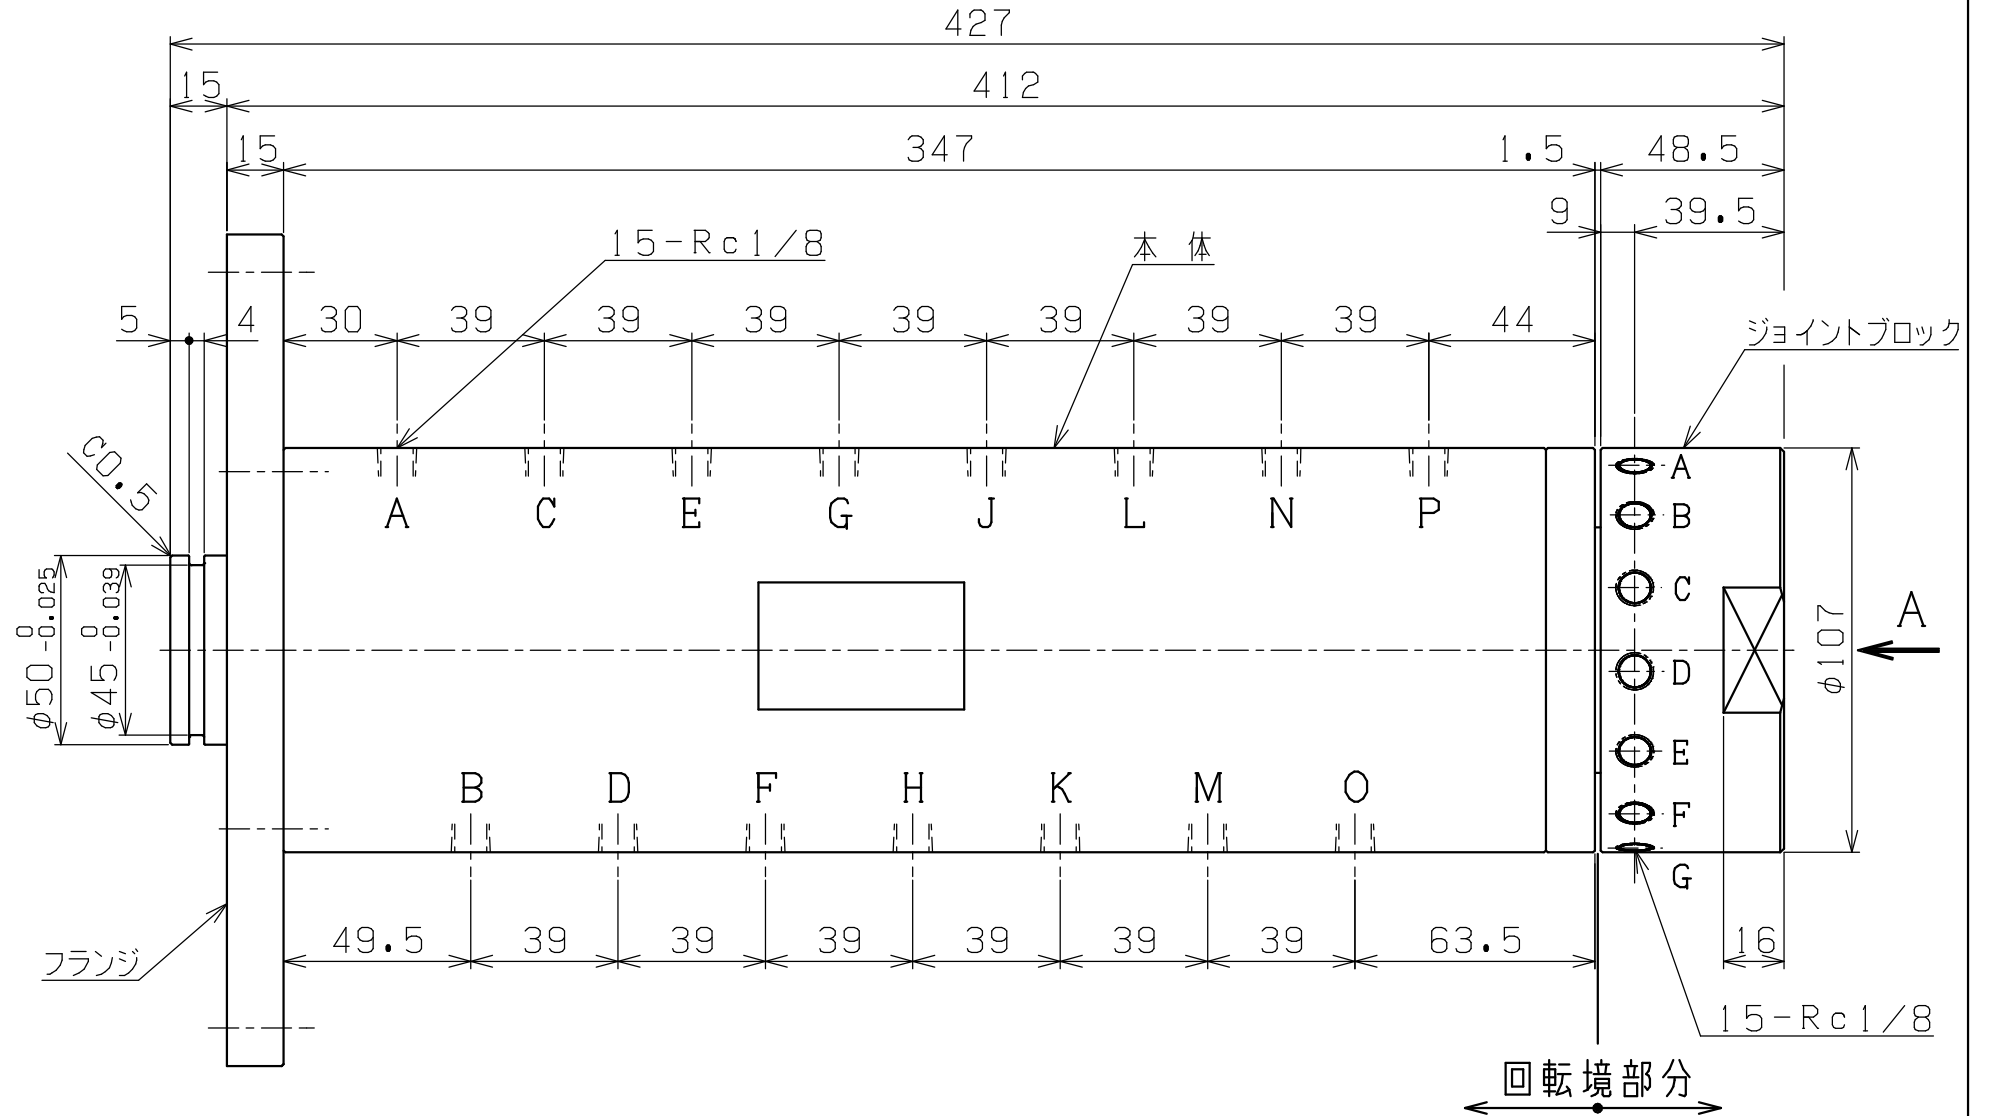 427
15 412
15 347 1.5 48.5
9 39.5
15-Rc1/8 本 体
5 4 30 39 39 39 39 39 39 39 44
ジョイントブロック
C0.5
A C E G J L N P
A
B
C
D
E
F
G
φ50 0 -0.025
φ45 0 -0.039
φ107
A
B D F H K M O
フランジ
49.5 39 39 39 39 39 39 63.5 16
15-Rc1/8
回転境部分